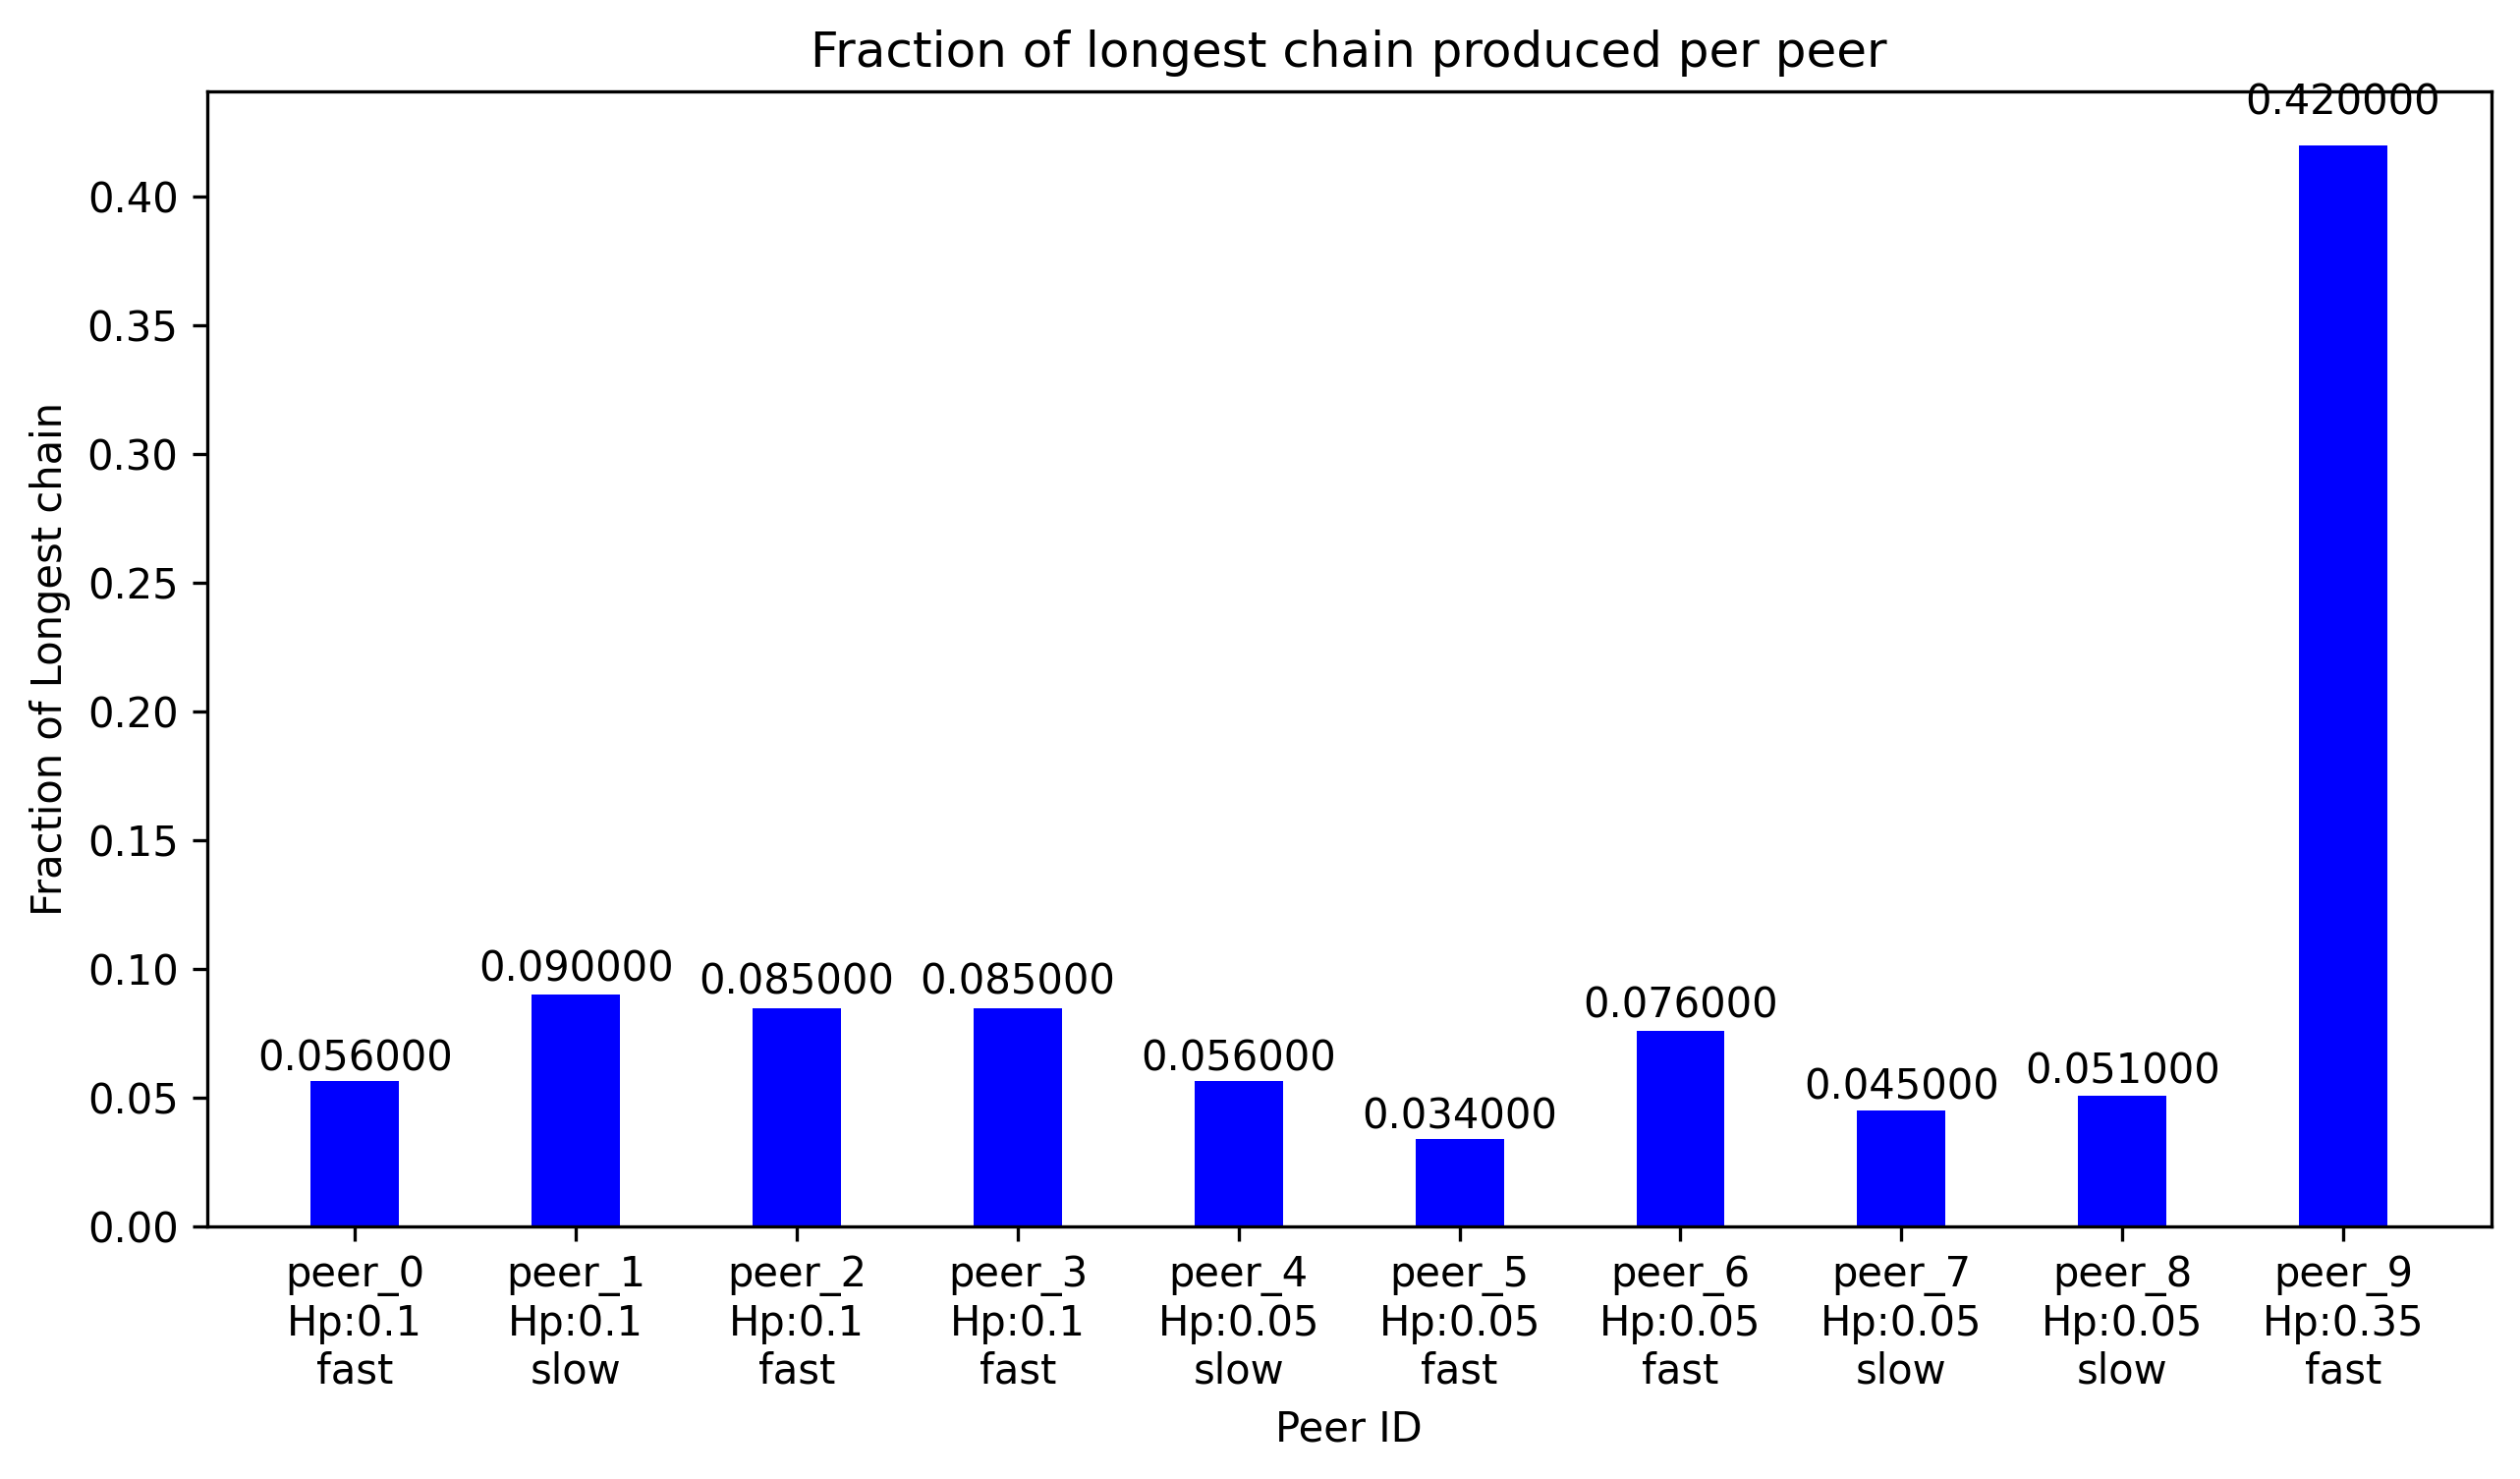 Fraction of longest chain produced per peer
Fraction of Longest chain
0.40
0.35
0.30
0.25
0.20
0.15
0.10
0.05
0.00
0.056000
0.090000
0.085000
0.085000
0.056000
0.034000
0.076000
0.045000
0.051000
0.420000
peer_0
Hp:0.1
fast
peer_1
Hp:0.1
slow
peer_2
Hp:0.1
fast
peer_3
Hp:0.1
fast
peer_4
Hp:0.05
slow
peer_5
Hp:0.05
fast
peer_6
Hp:0.05
fast
peer_7
Hp:0.05
slow
peer_8
Hp:0.05
slow
peer_9
Hp:0.35
fast
Peer ID